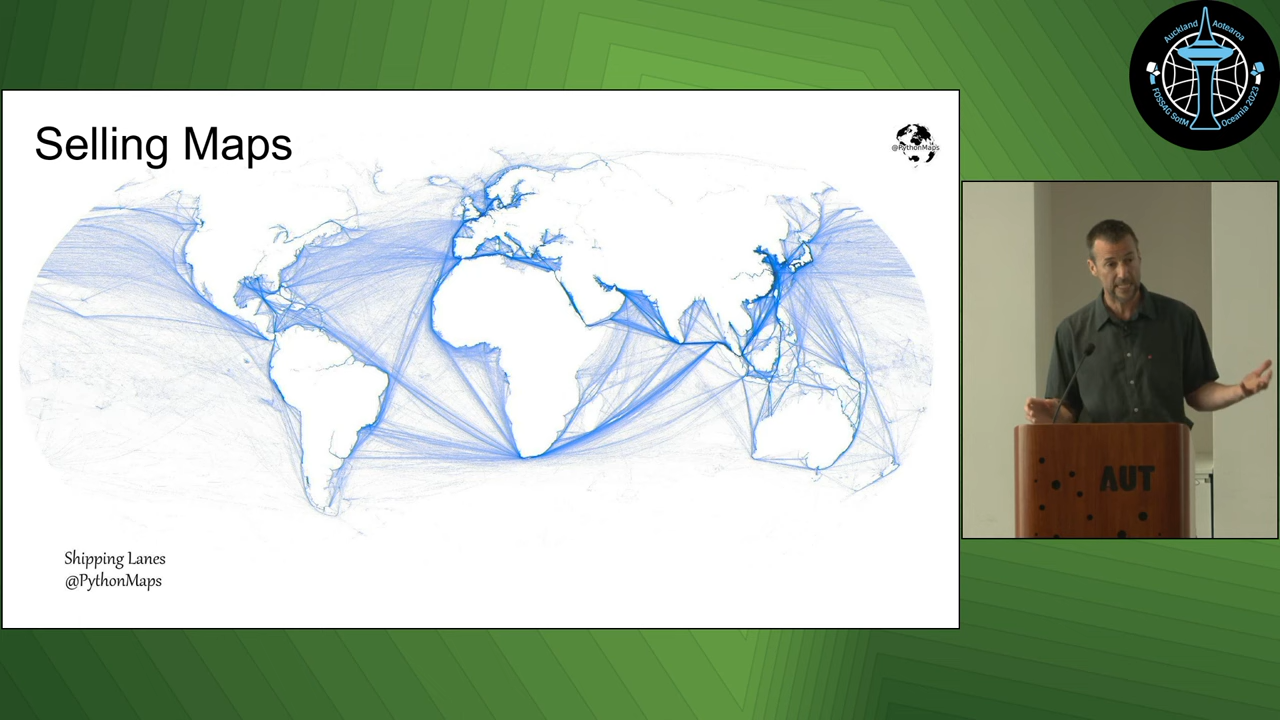 Selling Maps
@PythonMaps
Shipping Lanes
@PythonMaps
Auckland Aotearoa
FOSS4G SotM Oceania 2023
AUT